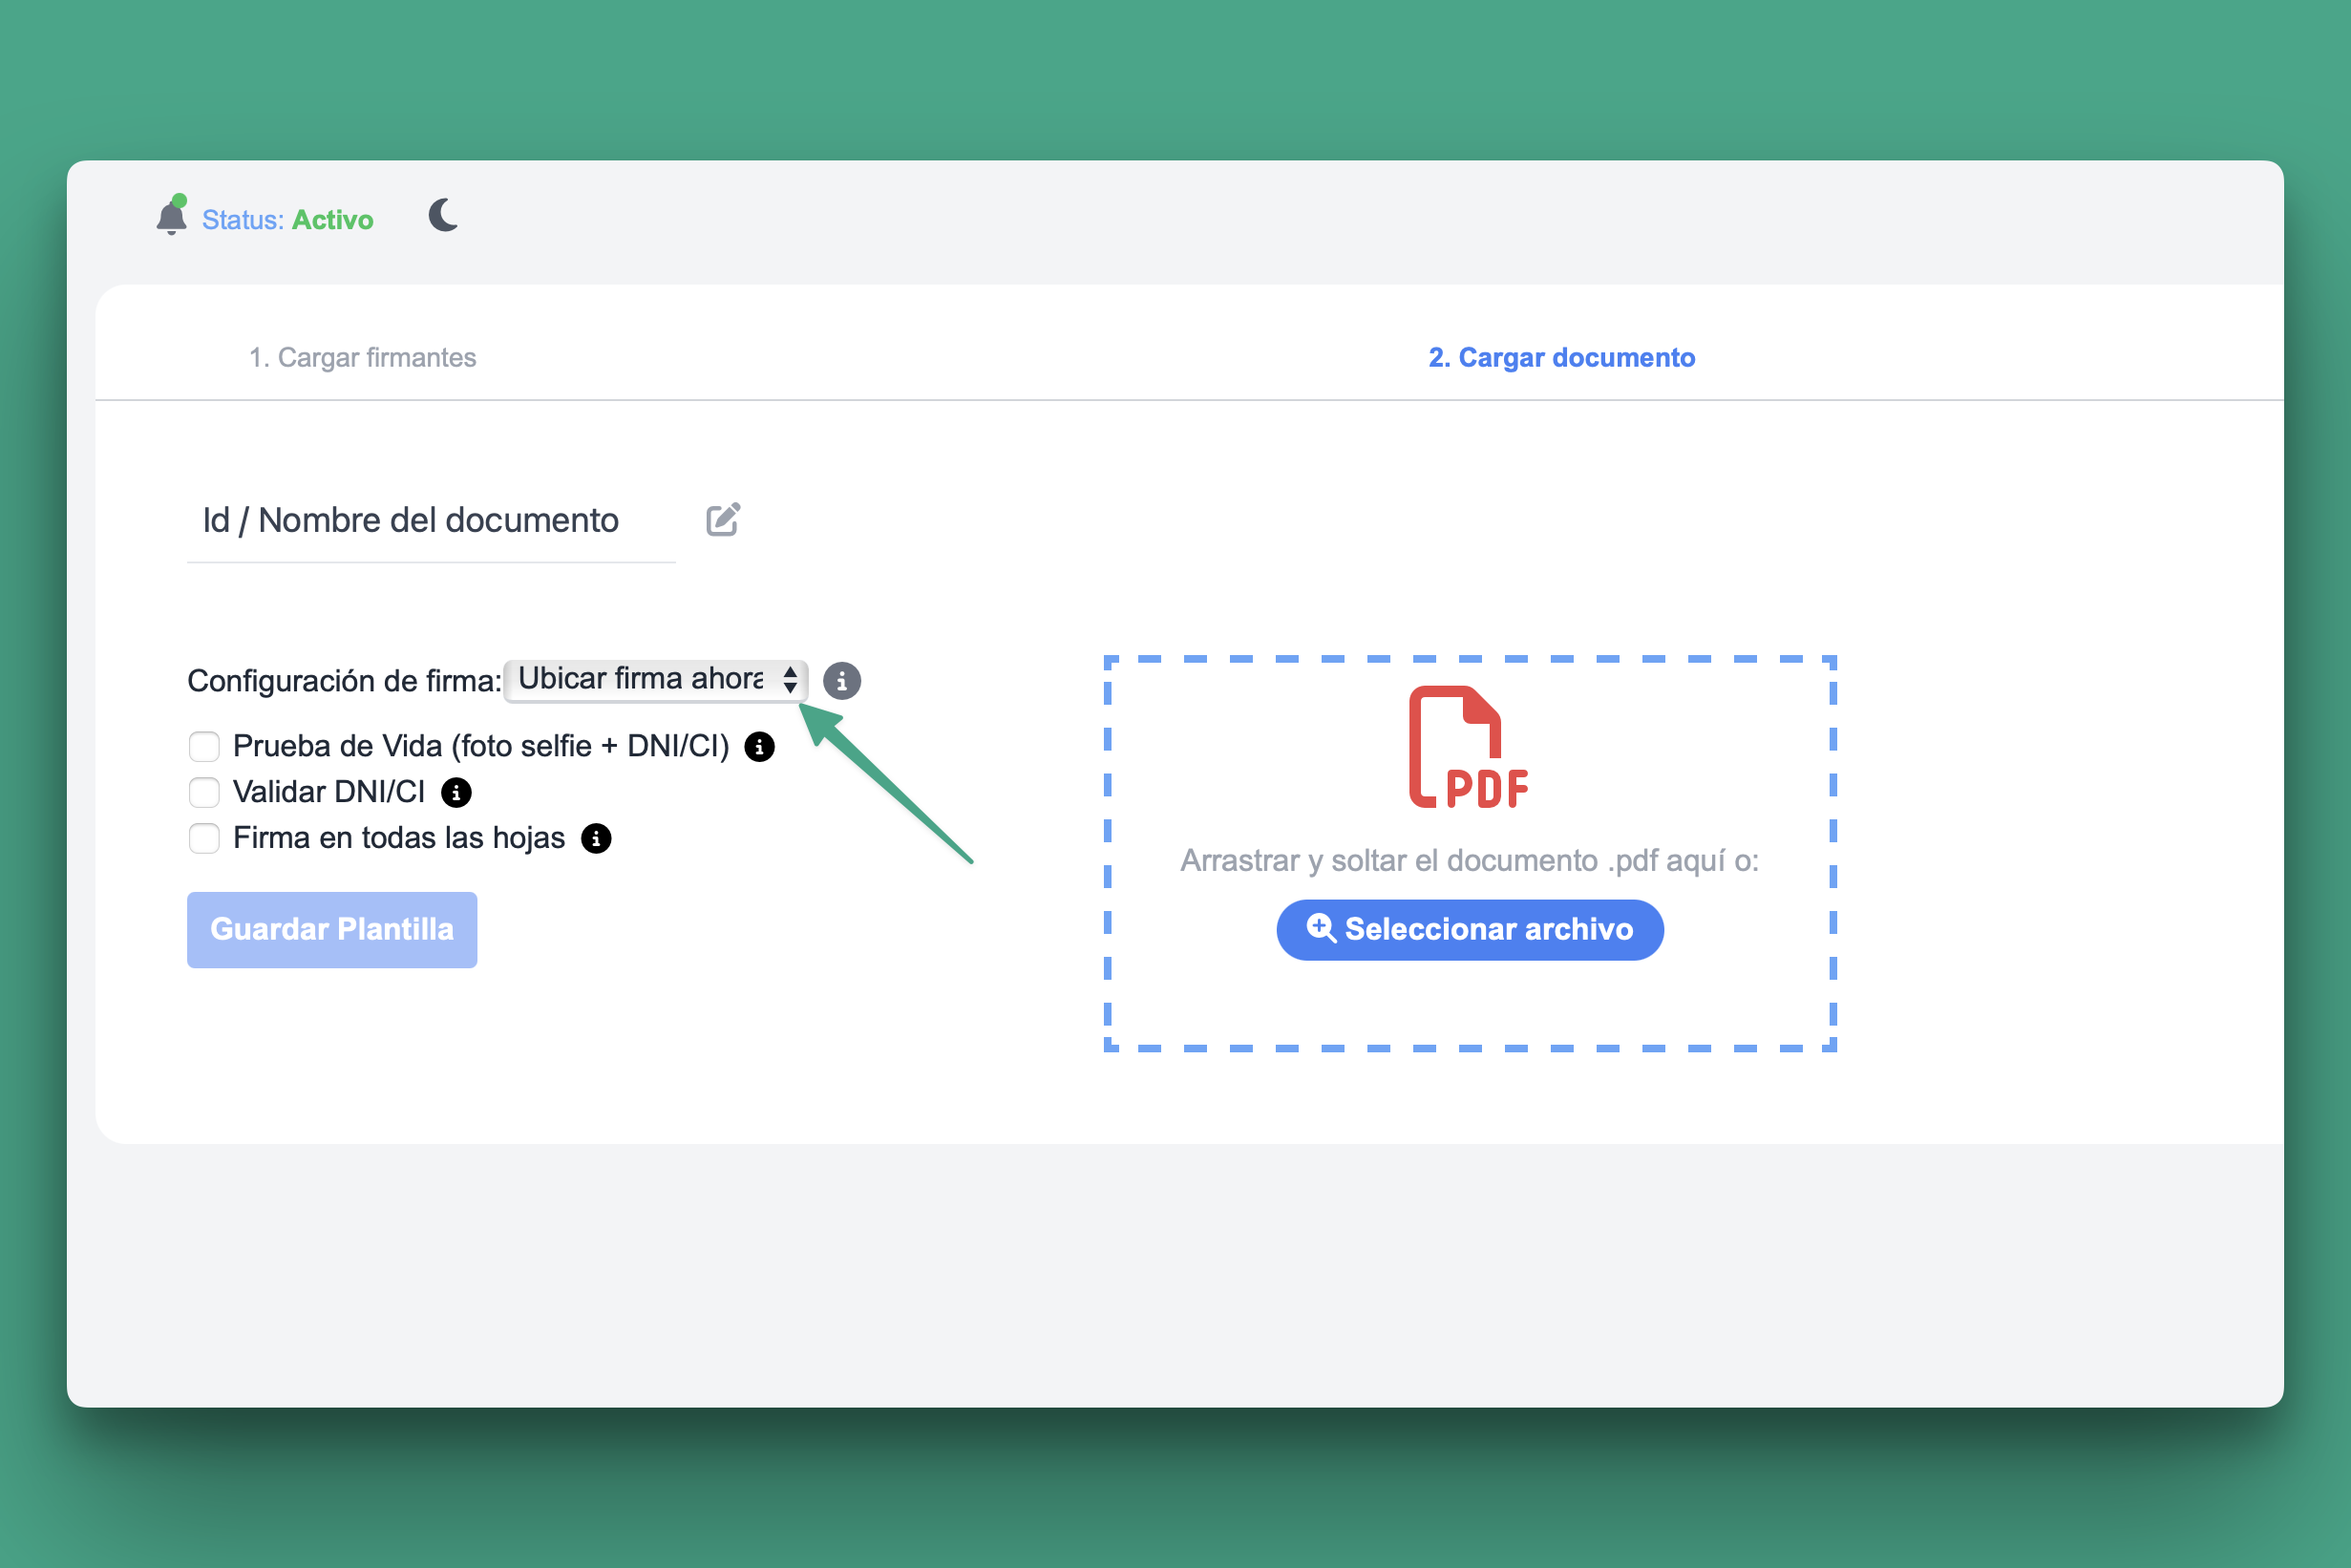 Status: Activo
1. Cargar firmantes
2. Cargar documento
Id / Nombre del documento
Configuración de firma: Ubicar firma ahora
Prueba de Vida (foto selfie + DNI/CI)
Validar DNI/CI
Firma en todas las hojas
Guardar Plantilla
PDF
Arrastrar y soltar el documento .pdf aquí o:
Seleccionar archivo